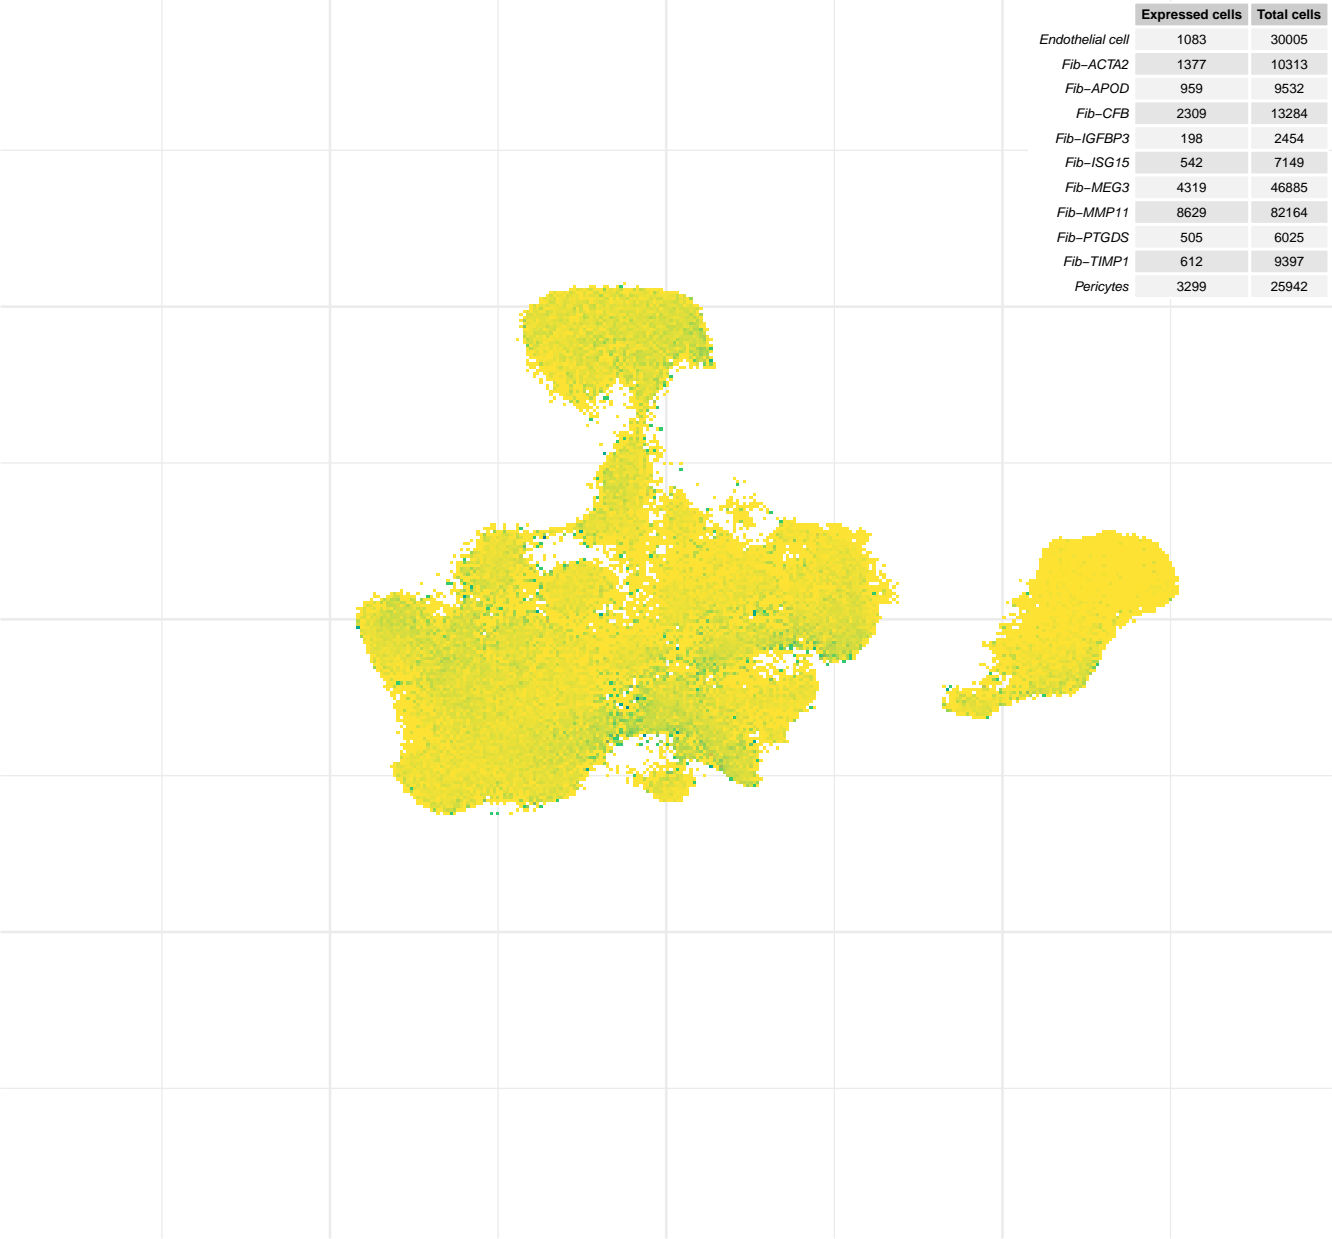 Expressed cells Total cells
Endothelial cell 1083 30005
Fib−ACTA2 1377 10313
Fib−APOD 959 9532
Fib−CFB 2309 13284
Fib−IGFBP3 198 2454
Fib−ISG15 542 7149
Fib−MEG3 4319 46885
Fib−MMP11 8629 82164
Fib−PTGDS 505 6025
Fib−TIMP1 612 9397
Pericytes 3299 25942